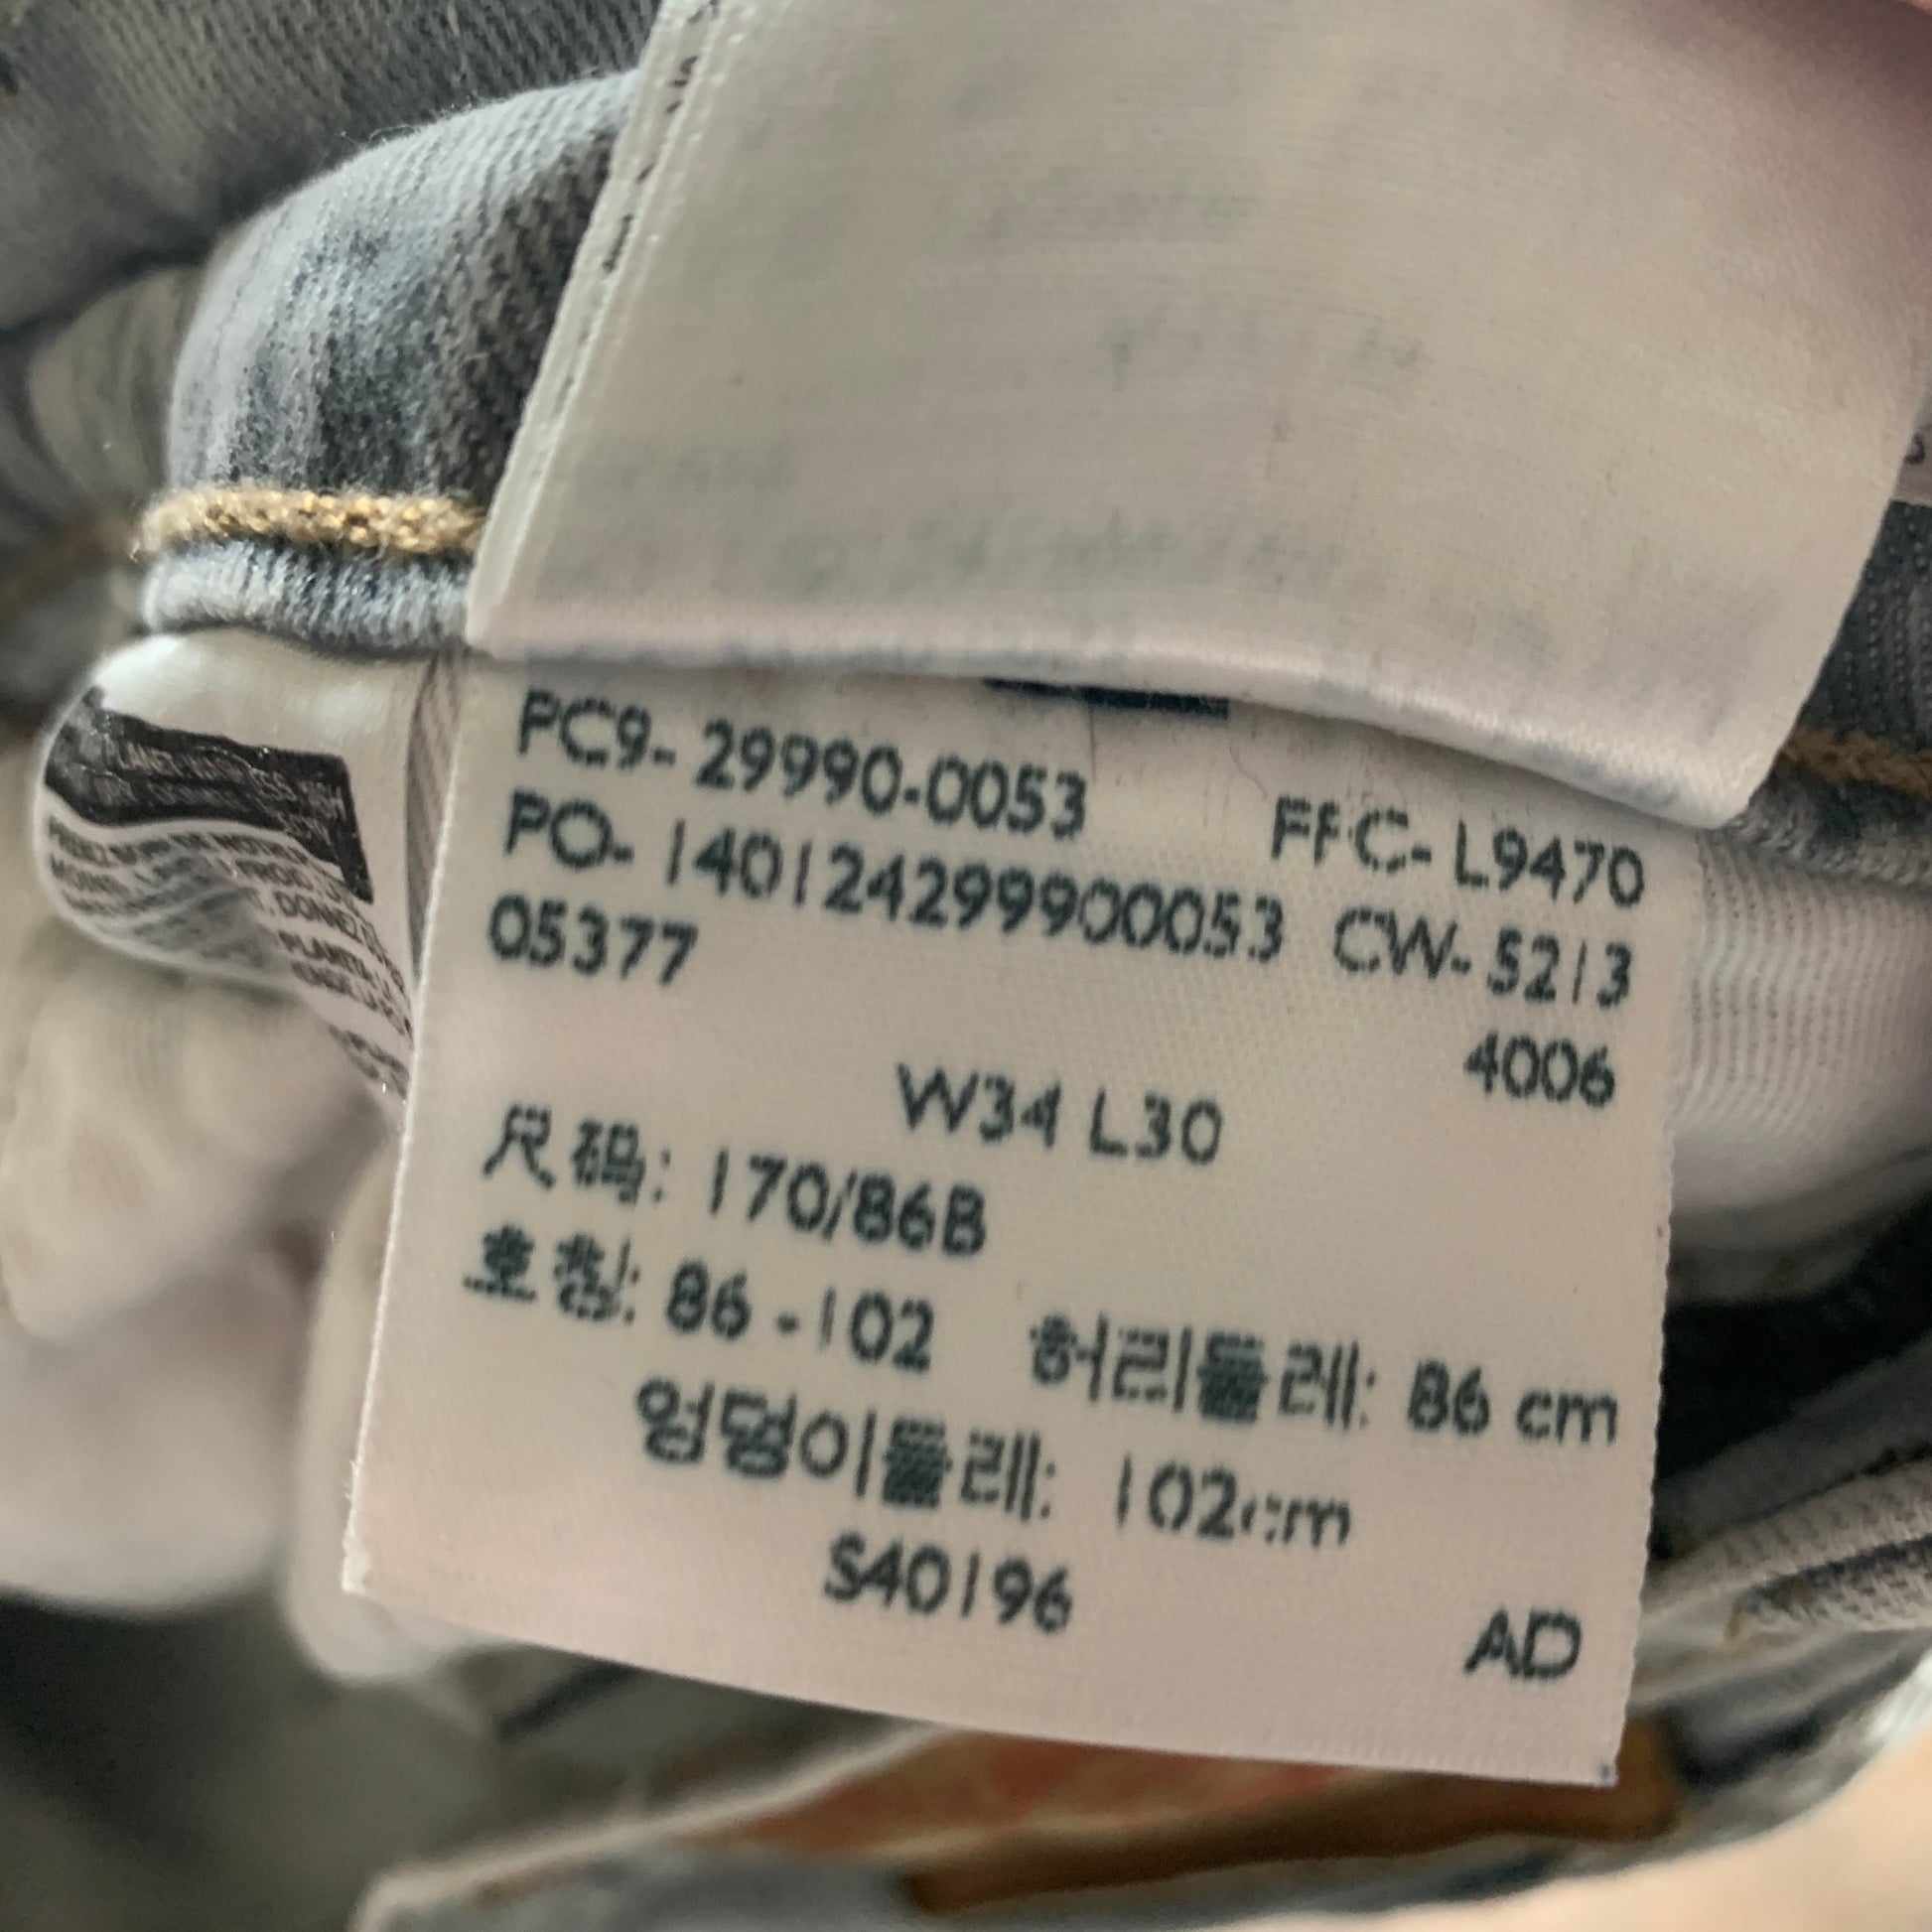 PC9- 29990-0053 FFC- L9470
PO- 140124299900053 CW- 5213
05377 4006
W34 L30
尺码: 170/86B
호칭: 86 - 102 허리둘레: 86 cm
엉덩이둘레: 102cm
S40196
AD